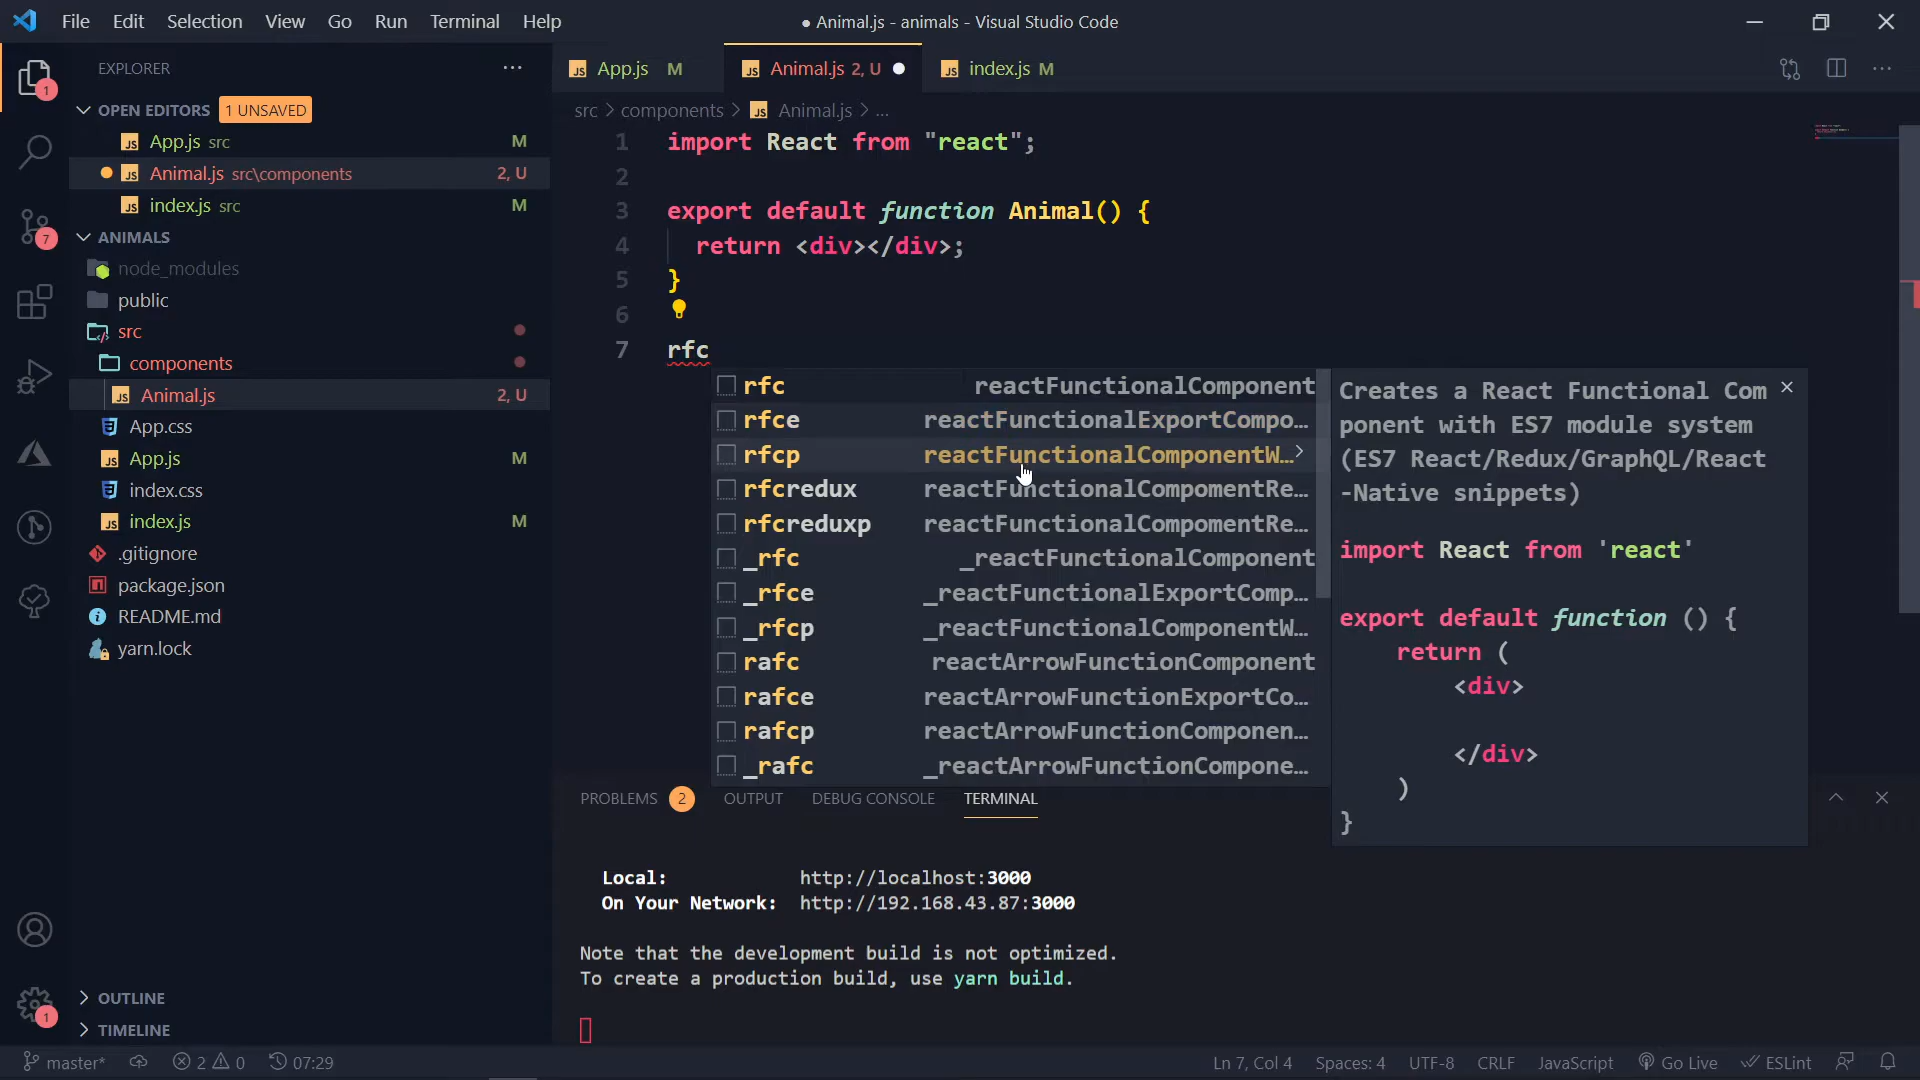 File Edit Selection View Go Run Terminal Help
● Animal.js - animals - Visual Studio Code
EXPLORER
OPEN EDITORS 1 UNSAVED
App.js src M
Animal.js src\components 2, U
index.js src M
ANIMALS
node_modules
public
src
components
Animal.js 2, U
App.css
App.js M
index.css
index.js M
.gitignore
package.json
README.md
yarn.lock
OUTLINE
TIMELINE
1
7
1
App.js M
Animal.js 2, U
index.js M
src > components > Animal.js > ...
1 import React from "react";
2
3 export default function Animal() {
4 return <div></div>;
5 }
6
7 rfc
rfc reactFunctionalComponent
rfce reactFunctionalExportCompo...
rfcp reactFunctionalComponentW...
rfcredux reactFunctionalCompomentRe...
rfcreduxp reactFunctionalCompomentRe...
_rfc _reactFunctionalComponent
_rfce _reactFunctionalExportComp...
_rfcp _reactFunctionalComponentW...
rafc reactArrowFunctionComponent
rafce reactArrowFunctionExportCo...
rafcp reactArrowFunctionComponen...
_rafc _reactArrowFunctionCompone...
Creates a React Functional Com
ponent with ES7 module system
(ES7 React/Redux/GraphQL/React
-Native snippets)
import React from 'react'
export default function () {
return (
<div>
</div>
)
}
PROBLEMS 2 OUTPUT DEBUG CONSOLE TERMINAL
Local: http://localhost:3000
On Your Network: http://192.168.43.87:3000
Note that the development build is not optimized.
To create a production build, use yarn build.
master* 2 0 07:29
Ln 7, Col 4 Spaces: 4 UTF-8 CRLF JavaScript Go Live ESLint